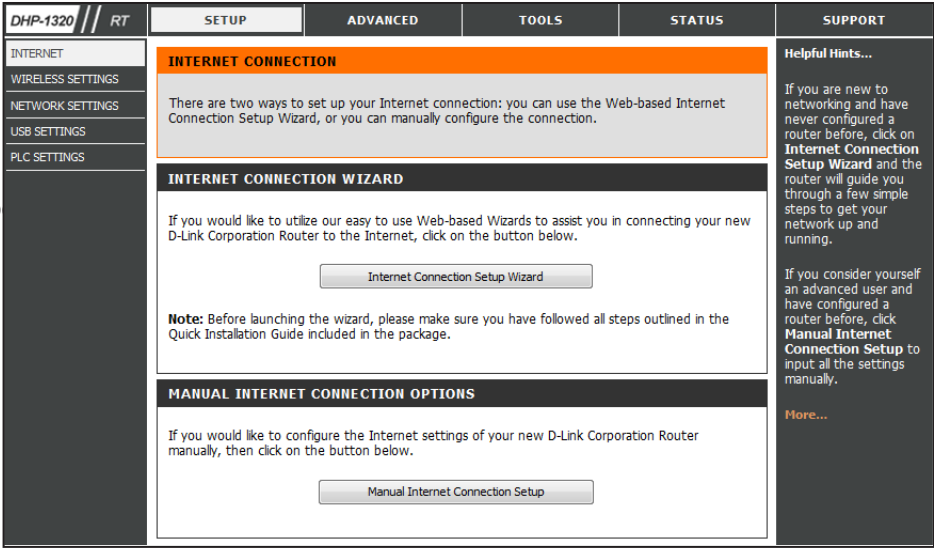 DHP-1320 // RT
SETUP
ADVANCED
TOOLS
STATUS
SUPPORT
INTERNET
WIRELESS SETTINGS
NETWORK SETTINGS
USB SETTINGS
PLC SETTINGS
INTERNET CONNECTION
There are two ways to set up your Internet connection: you can use the Web-based Internet
Connection Setup Wizard, or you can manually configure the connection.
INTERNET CONNECTION WIZARD
If you would like to utilize our easy to use Web-based Wizards to assist you in connecting your new
D-Link Corporation Router to the Internet, click on the button below.
Internet Connection Setup Wizard
Note: Before launching the wizard, please make sure you have followed all steps outlined in the
Quick Installation Guide included in the package.
MANUAL INTERNET CONNECTION OPTIONS
If you would like to configure the Internet settings of your new D-Link Corporation Router
manually, then click on the button below.
Manual Internet Connection Setup
Helpful Hints...
If you are new to
networking and have
never configured a
router before, click on
Internet Connection
Setup Wizard and the
router will guide you
through a few simple
steps to get your
network up and
running.
If you consider yourself
an advanced user and
have configured a
router before, click
Manual Internet
Connection Setup to
input all the settings
manually.
More...